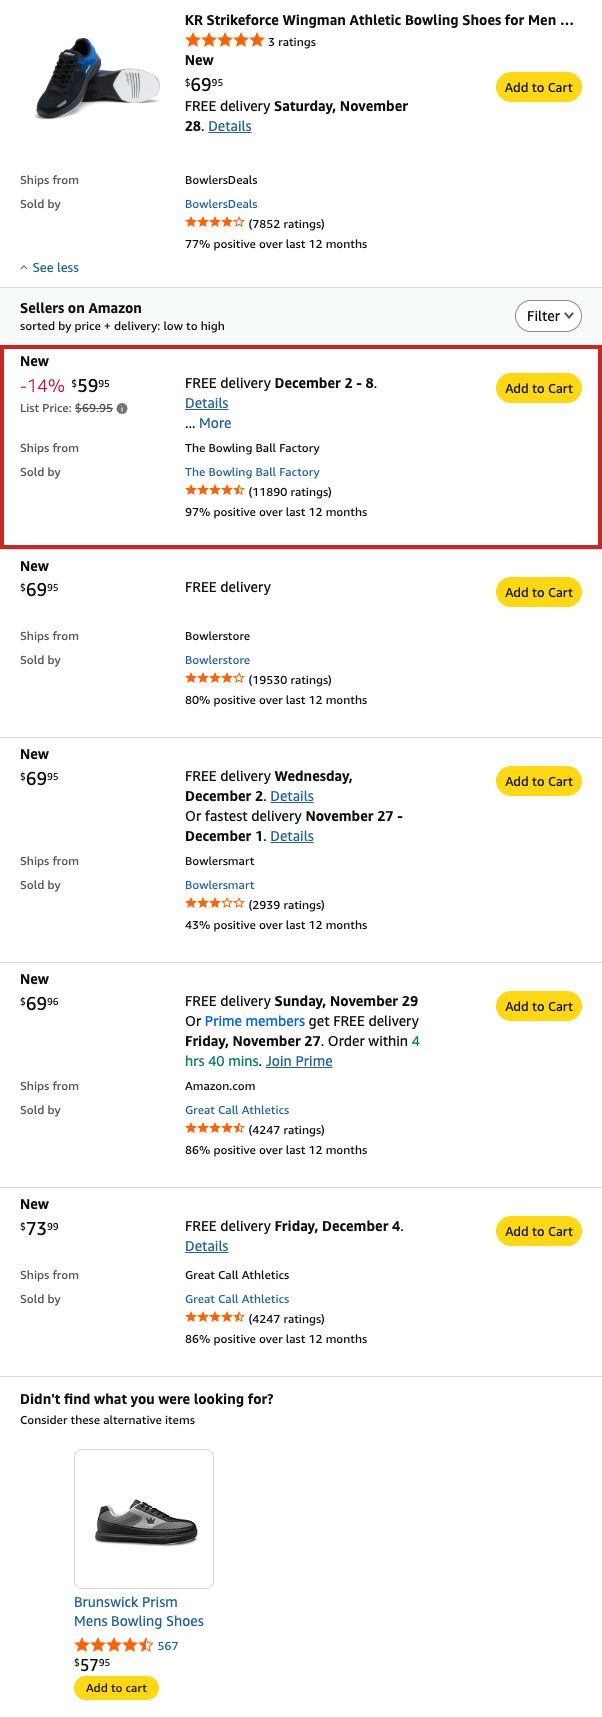 KR Strikeforce Wingman Athletic Bowling Shoes for Men ...
3 ratings
New
$69.95
Add to Cart
FREE delivery Saturday, November
28. Details
Ships from BowlersDeals
Sold by BowlersDeals
(7852 ratings)
77% positive over last 12 months
See less
Sellers on Amazon
sorted by price + delivery: low to high
Filter
New
-14% $59.95
FREE delivery December 2 - 8.
Add to Cart
List Price: $69.95
Details
... More
Ships from The Bowling Ball Factory
Sold by The Bowling Ball Factory
(11890 ratings)
97% positive over last 12 months
New
$69.95
FREE delivery
Add to Cart
Ships from Bowlerstore
Sold by Bowlerstore
(19530 ratings)
80% positive over last 12 months
New
$69.95
FREE delivery Wednesday,
December 2. Details
Or fastest delivery November 27 -
December 1. Details
Add to Cart
Ships from Bowlersmart
Sold by Bowlersmart
(2939 ratings)
43% positive over last 12 months
New
$69.96
FREE delivery Sunday, November 29
Or Prime members get FREE delivery
Friday, November 27. Order within 4
hrs 40 mins. Join Prime
Add to Cart
Ships from Amazon.com
Sold by Great Call Athletics
(4247 ratings)
86% positive over last 12 months
New
$73.99
FREE delivery Friday, December 4.
Details
Add to Cart
Ships from Great Call Athletics
Sold by Great Call Athletics
(4247 ratings)
86% positive over last 12 months
Didn't find what you were looking for?
Consider these alternative items
Brunswick Prism
Mens Bowling Shoes
567
$57.95
Add to cart